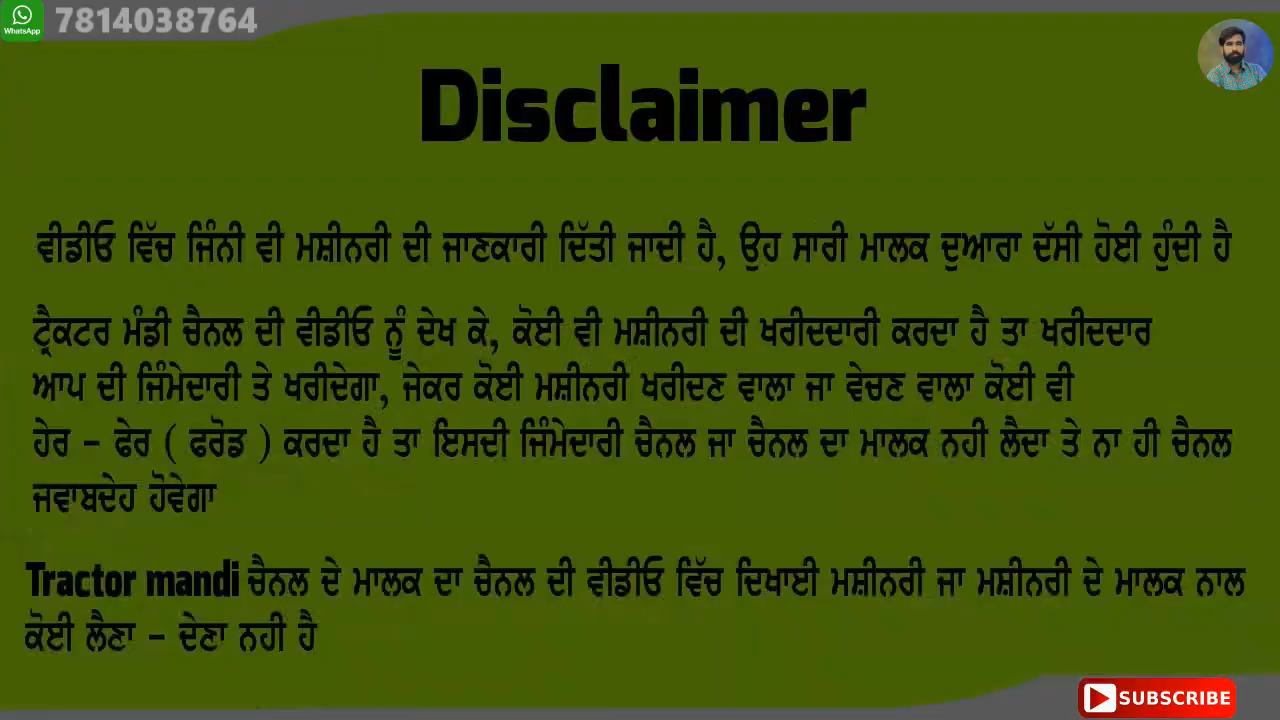 WhatsApp
7814038764
Disclaimer
ਵੀਡੀਓ ਵਿੱਚ ਜਿੰਨੀ ਵੀ ਮਸ਼ੀਨਰੀ ਦੀ ਜਾਣਕਾਰੀ ਦਿੱਤੀ ਜਾਦੀ ਹੈ, ਉਹ ਸਾਰੀ ਮਾਲਕ ਦੁਆਰਾ ਦੱਸੀ ਹੋਈ ਹੁੰਦੀ ਹੈ
ਟ੍ਰੈਕਟਰ ਮੰਡੀ ਚੈਨਲ ਦੀ ਵੀਡੀਓ ਨੂੰ ਦੇਖ ਕੇ, ਕੋਈ ਵੀ ਮਸ਼ੀਨਰੀ ਦੀ ਖਰੀਦਦਾਰੀ ਕਰਦਾ ਹੈ ਤਾ ਖਰੀਦਦਾਰ
ਆਪ ਦੀ ਜਿੰਮੇਦਾਰੀ ਤੇ ਖਰੀਦੇਗਾ, ਜੇਕਰ ਕੋਈ ਮਸ਼ੀਨਰੀ ਖਰੀਦਣ ਵਾਲਾ ਜਾ ਵੇਚਣ ਵਾਲਾ ਕੋਈ ਵੀ
ਹੇਰ - ਫੇਰ ( ਫਰੋਡ ) ਕਰਦਾ ਹੈ ਤਾ ਇਸਦੀ ਜਿੰਮੇਦਾਰੀ ਚੈਨਲ ਜਾ ਚੈਨਲ ਦਾ ਮਾਲਕ ਨਹੀ ਲੈਦਾ ਤੇ ਨਾ ਹੀ ਚੈਨਲ
ਜਵਾਬਦੇਹ ਹੋਵੇਗਾ
Tractor mandi ਚੈਨਲ ਦੇ ਮਾਲਕ ਦਾ ਚੈਨਲ ਦੀ ਵੀਡੀਓ ਵਿੱਚ ਦਿਖਾਈ ਮਸ਼ੀਨਰੀ ਜਾ ਮਸ਼ੀਨਰੀ ਦੇ ਮਾਲਕ ਨਾਲ
ਕੋਈ ਲੈਣਾ - ਦੇਣਾ ਨਹੀ ਹੈ
SUBSCRIBE